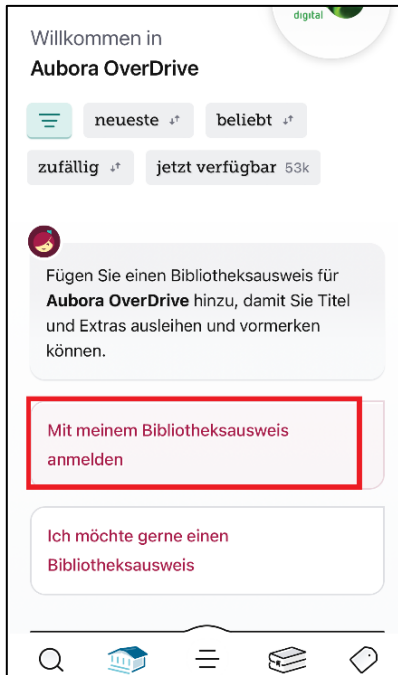 digital
Willkommen in
Aubora OverDrive
neueste
beliebt
zufällig
jetzt verfügbar 53k
Fügen Sie einen Bibliotheksausweis für
Aubora OverDrive hinzu, damit Sie Titel
und Extras ausleihen und vormerken
können.
Mit meinem Bibliotheksausweis
anmelden
Ich möchte gerne einen
Bibliotheksausweis